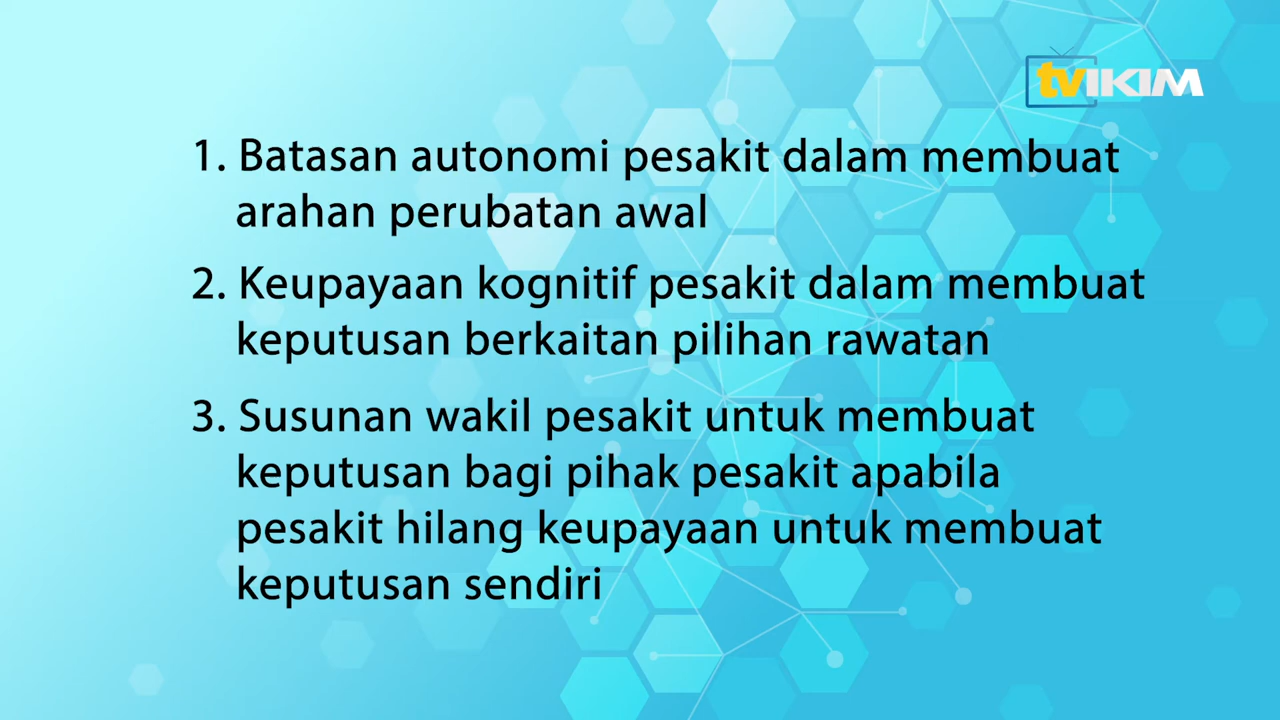 tvIKIM
1. Batasan autonomi pesakit dalam membuat
arahan perubatan awal
2. Keupayaan kognitif pesakit dalam membuat
keputusan berkaitan pilihan rawatan
3. Susunan wakil pesakit untuk membuat
keputusan bagi pihak pesakit apabila
pesakit hilang keupayaan untuk membuat
keputusan sendiri